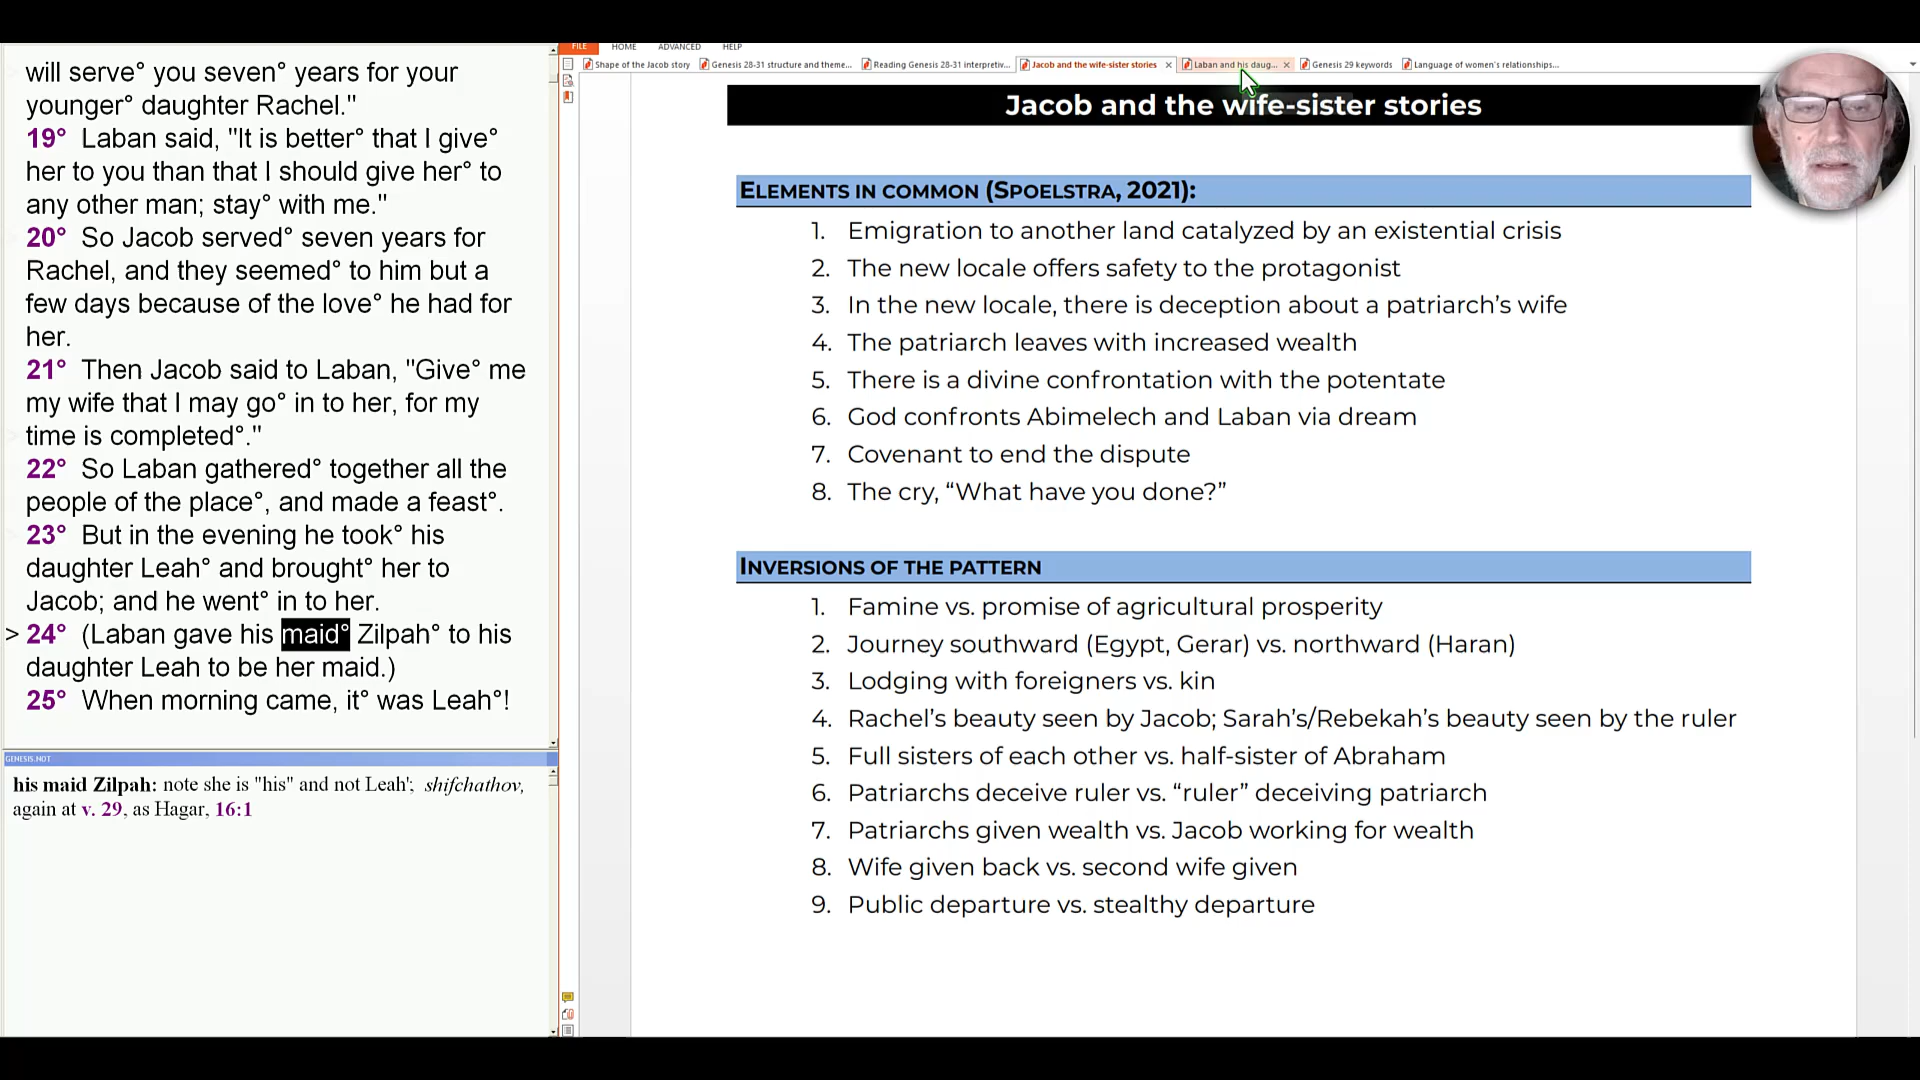 will serve° you seven° years for your
younger° daughter Rachel."
19° Laban said, "It is better° that I give°
her to you than that I should give her° to
any other man; stay° with me."
20° So Jacob served° seven years for
Rachel, and they seemed° to him but a
few days because of the love° he had for
her.
21° Then Jacob said to Laban, "Give° me
my wife that I may go° in to her, for my
time is completed°."
22° So Laban gathered° together all the
people of the place°, and made a feast°.
23° But in the evening he took° his
daughter Leah° and brought° her to
Jacob; and he went° in to her.
> 24° (Laban gave his maid° Zilpah° to his
daughter Leah to be her maid.)
25° When morning came, it° was Leah°!
GENESIS.NOT
his maid Zilpah: note she is "his" and not Leah'; shifchathov,
again at v. 29, as Hagar, 16:1
FILE HOME ADVANCED HELP
Shape of the Jacob story Genesis 28-31 structure and theme... Reading Genesis 28-31 interpretiv... Jacob and the wife-sister stories Laban and his daug... Genesis 29 keywords Language of women's relationships...
Jacob and the wife-sister stories
ELEMENTS IN COMMON (SPOELSTRA, 2021):
1. Emigration to another land catalyzed by an existential crisis
2. The new locale offers safety to the protagonist
3. In the new locale, there is deception about a patriarch’s wife
4. The patriarch leaves with increased wealth
5. There is a divine confrontation with the potentate
6. God confronts Abimelech and Laban via dream
7. Covenant to end the dispute
8. The cry, “What have you done?”
INVERSIONS OF THE PATTERN
1. Famine vs. promise of agricultural prosperity
2. Journey southward (Egypt, Gerar) vs. northward (Haran)
3. Lodging with foreigners vs. kin
4. Rachel’s beauty seen by Jacob; Sarah’s/Rebekah’s beauty seen by the ruler
5. Full sisters of each other vs. half-sister of Abraham
6. Patriarchs deceive ruler vs. “ruler” deceiving patriarch
7. Patriarchs given wealth vs. Jacob working for wealth
8. Wife given back vs. second wife given
9. Public departure vs. stealthy departure